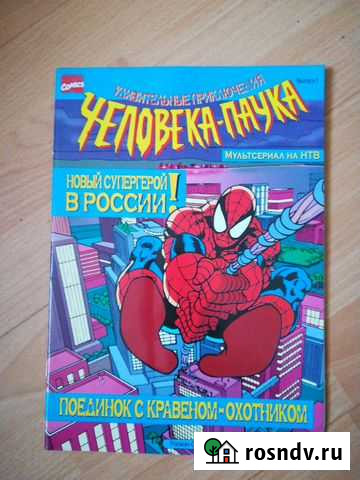 COMICS
УДИВИТЕЛЬНЫЕ ПРИКЛЮЧЕНИЯ
ЧЕЛОВЕКА-ПАУКА
МУЛЬТСЕРИАЛ НА НТВ
НОВЫЙ СУПЕРГЕРОЙ
В РОССИИ!
ПОЕДИНОК С КРАВЕНОМ-ОХОТНИКОМ
rosndv.ru